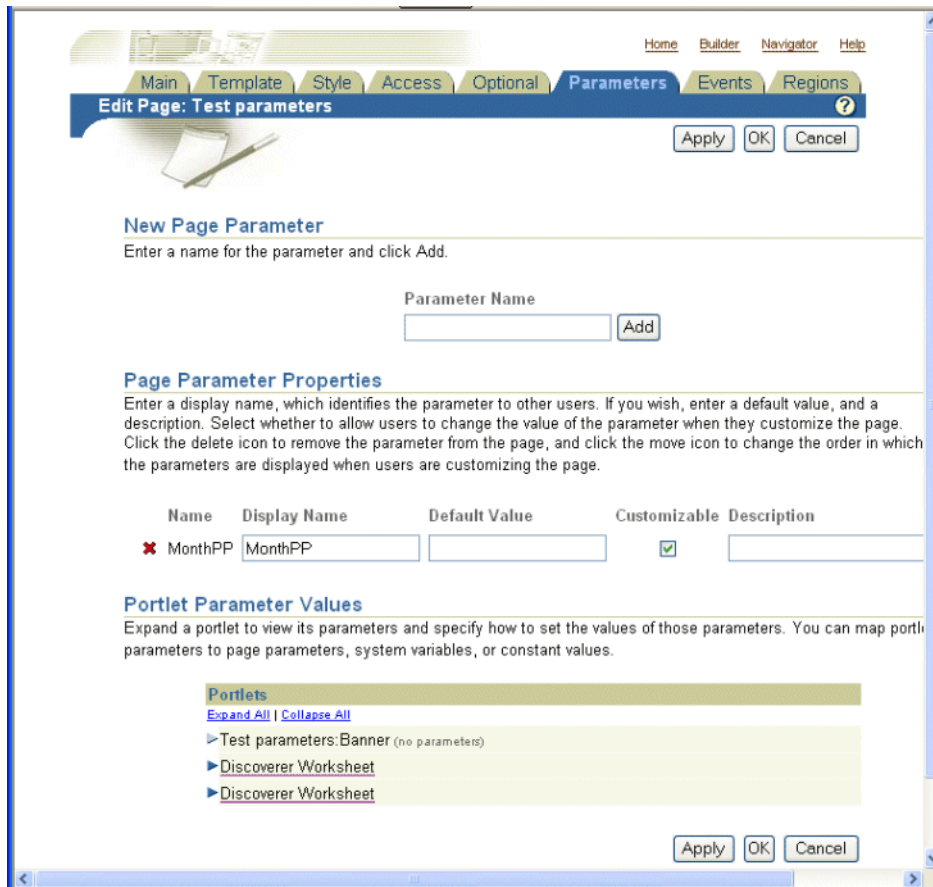 Home Builder Navigator Help
Main Template Style Access Optional Parameters Events Regions
Edit Page: Test parameters
?
Apply OK Cancel
New Page Parameter
Enter a name for the parameter and click Add.
Parameter Name
Add
Page Parameter Properties
Enter a display name, which identifies the parameter to other users. If you wish, enter a default value, and a
description. Select whether to allow users to change the value of the parameter when they customize the page.
Click the delete icon to remove the parameter from the page, and click the move icon to change the order in which
the parameters are displayed when users are customizing the page.
Name Display Name Default Value Customizable Description
MonthPP MonthPP
Portlet Parameter Values
Expand a portlet to view its parameters and specify how to set the values of those parameters. You can map portl
parameters to page parameters, system variables, or constant values.
Portlets
Expand All | Collapse All
Test parameters:Banner (no parameters)
Discoverer Worksheet
Discoverer Worksheet
Apply OK Cancel